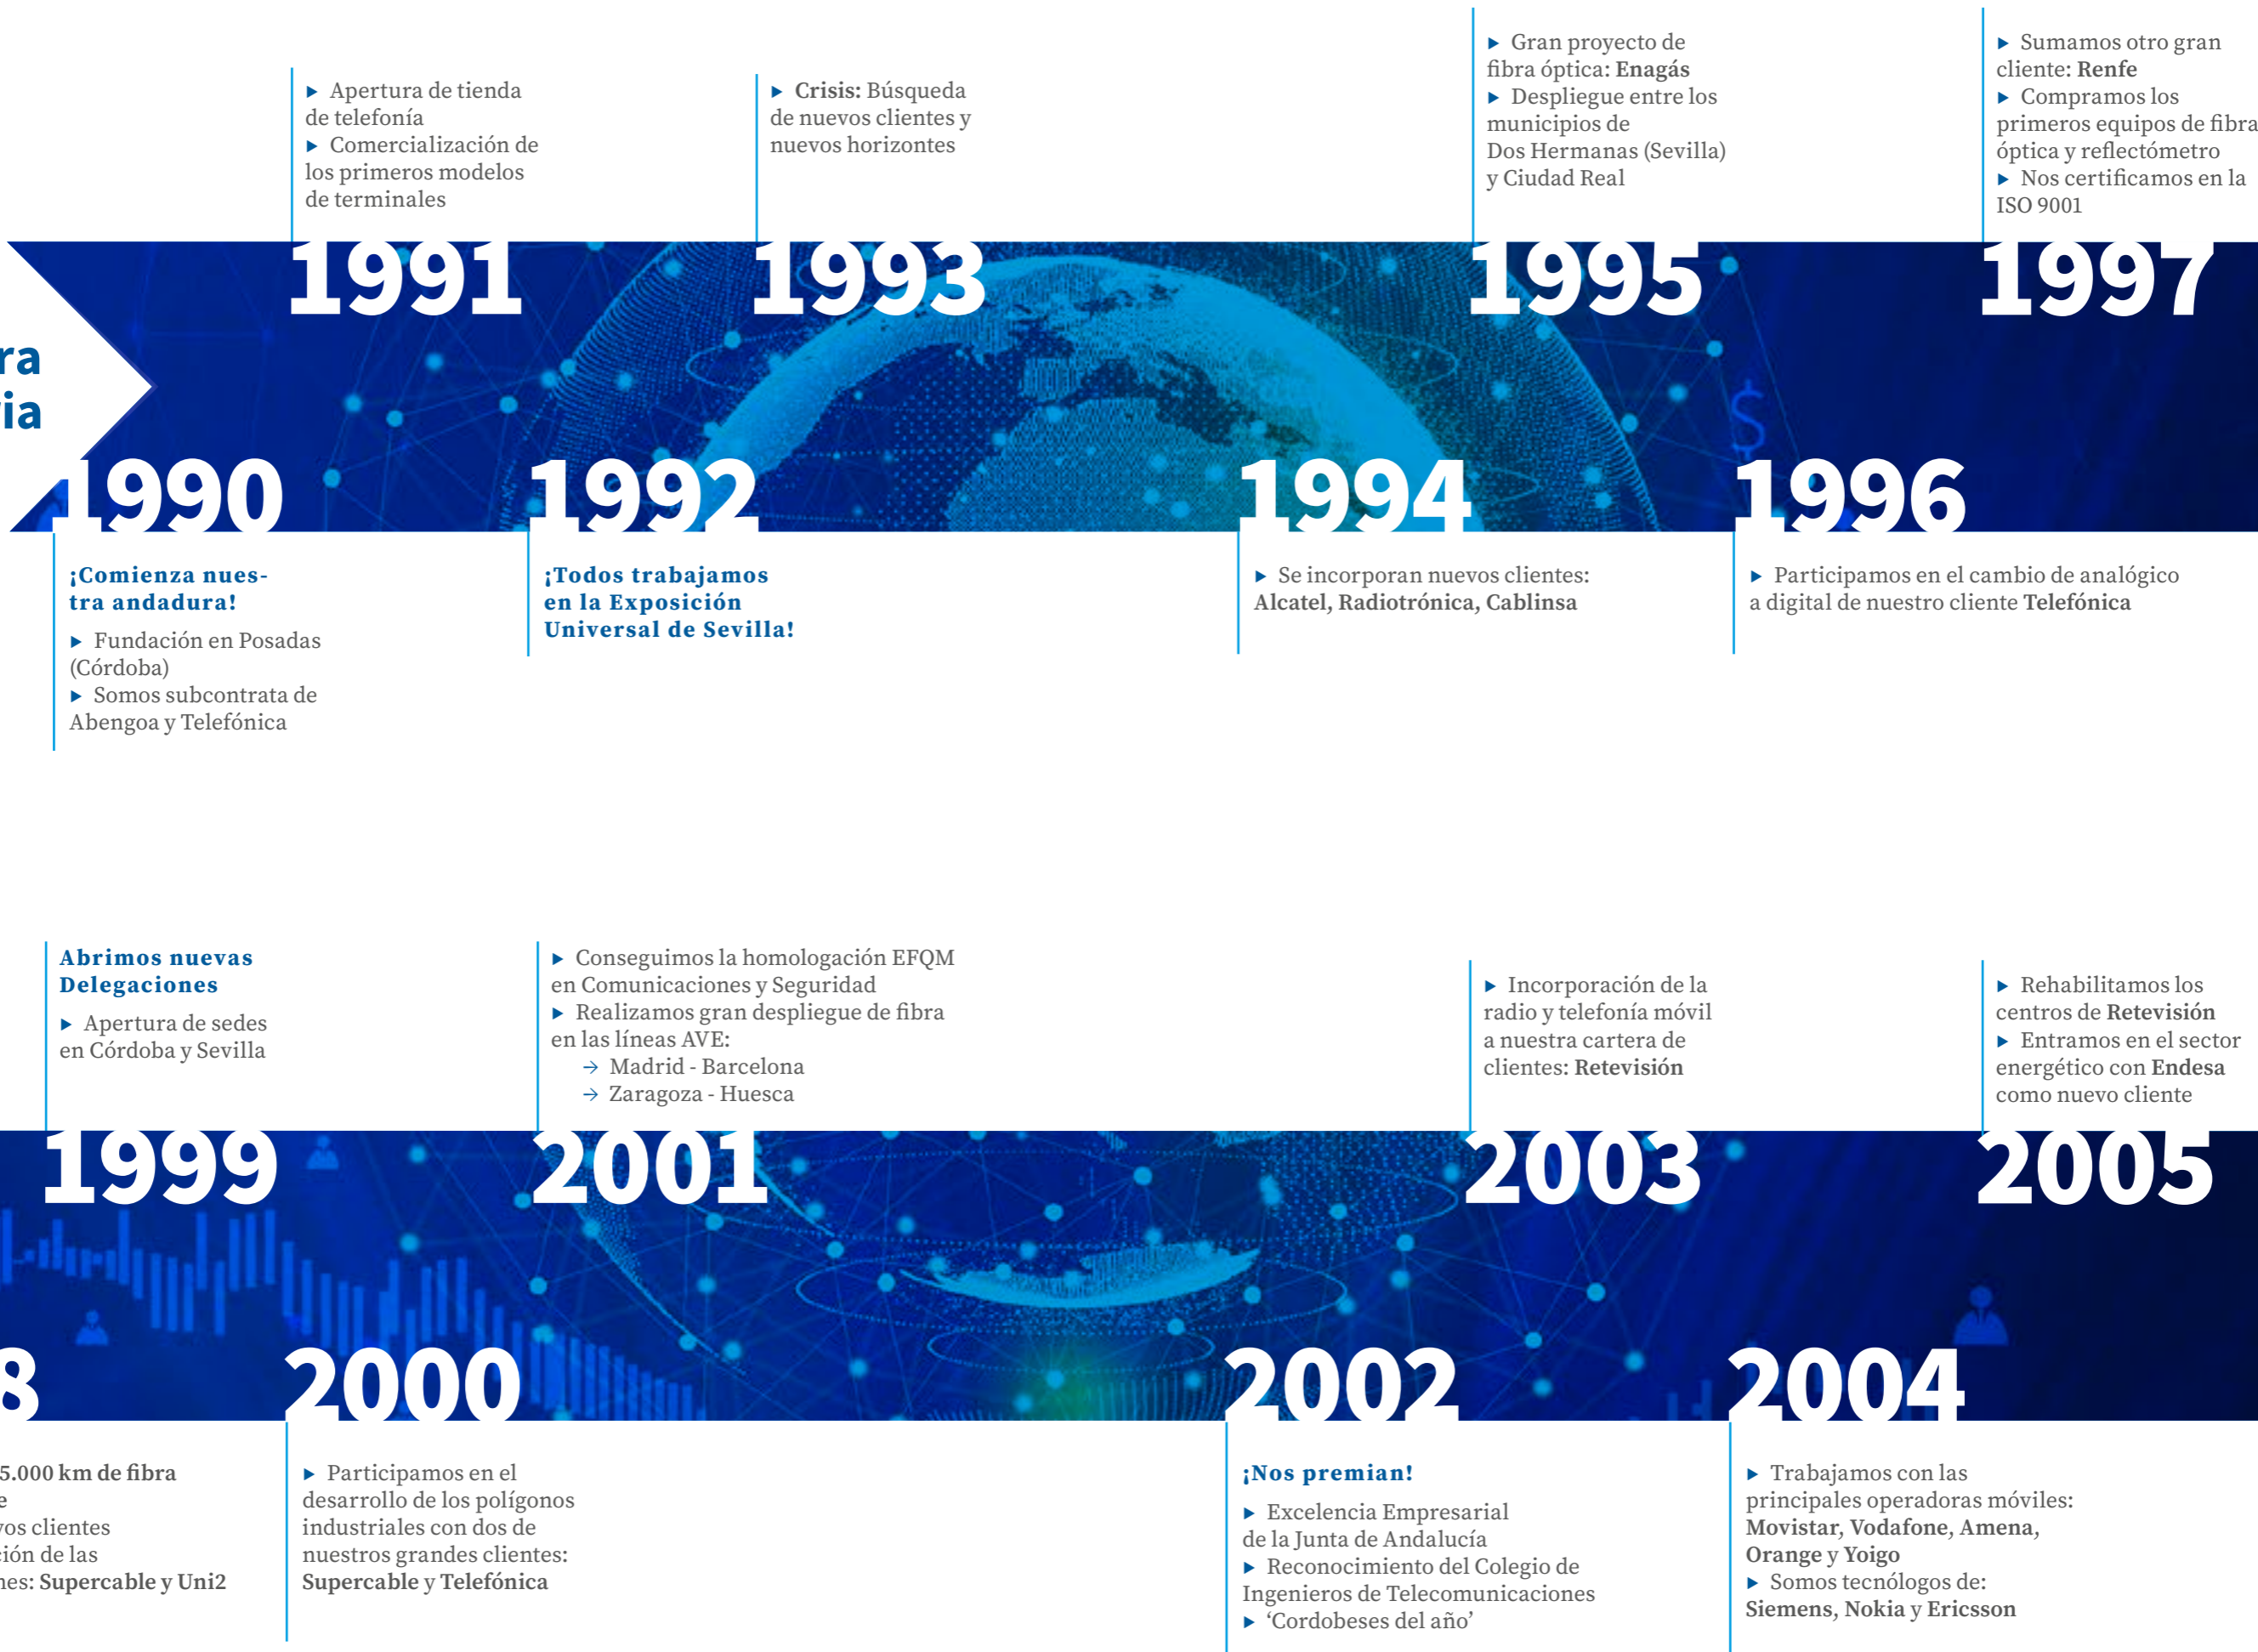 ra
ia
1990
¡Comienza nues-
tra andadura!
▶ Fundación en Posadas
(Córdoba)
▶ Somos subcontrata de
Abengoa y Telefónica
▶ Apertura de tienda
de telefonía
▶ Comercialización de
los primeros modelos
de terminales
1991
1992
¡Todos trabajamos
en la Exposición
Universal de Sevilla!
▶ Crisis: Búsqueda
de nuevos clientes y
nuevos horizontes
1993
1994
▶ Se incorporan nuevos clientes:
Alcatel, Radiotrónica, Cablinsa
▶ Gran proyecto de
fibra óptica: Enagás
▶ Despliegue entre los
municipios de
Dos Hermanas (Sevilla)
y Ciudad Real
1995
$
1996
▶ Participamos en el cambio de analógico
a digital de nuestro cliente Telefónica
▶ Sumamos otro gran
cliente: Renfe
▶ Compramos los
primeros equipos de fibra
óptica y reflectómetro
▶ Nos certificamos en la
ISO 9001
1997
8
5.000 km de fibra
e
os clientes
ción de las
nes: Supercable y Uni2
Abrimos nuevas
Delegaciones
▶ Apertura de sedes
en Córdoba y Sevilla
1999
2000
▶ Participamos en el
desarrollo de los polígonos
industriales con dos de
nuestros grandes clientes:
Supercable y Telefónica
▶ Conseguimos la homologación EFQM
en Comunicaciones y Seguridad
▶ Realizamos gran despliegue de fibra
en las líneas AVE:
→ Madrid - Barcelona
→ Zaragoza - Huesca
2001
2002
¡Nos premian!
▶ Excelencia Empresarial
de la Junta de Andalucía
▶ Reconocimiento del Colegio de
Ingenieros de Telecomunicaciones
▶ ‘Cordobeses del año’
▶ Incorporación de la
radio y telefonía móvil
a nuestra cartera de
clientes: Retevisión
2003
2004
▶ Trabajamos con las
principales operadoras móviles:
Movistar, Vodafone, Amena,
Orange y Yoigo
▶ Somos tecnólogos de:
Siemens, Nokia y Ericsson
▶ Rehabilitamos los
centros de Retevisión
▶ Entramos en el sector
energético con Endesa
como nuevo cliente
2005